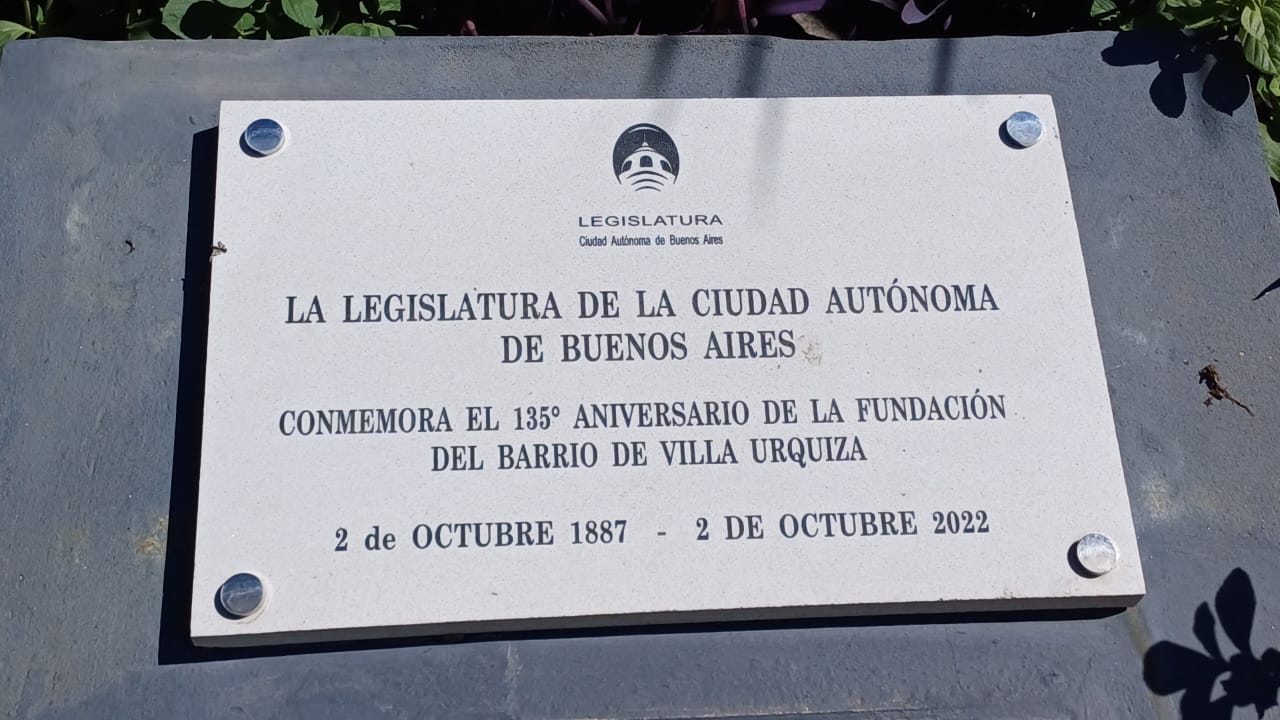 LEGISLATURA
Ciudad Autónoma de Buenos Aires
LA LEGISLATURA DE LA CIUDAD AUTÓNOMA
DE BUENOS AIRES
CONMEMORA EL 135° ANIVERSARIO DE LA FUNDACIÓN
DEL BARRIO DE VILLA URQUIZA
2 de OCTUBRE 1887 - 2 DE OCTUBRE 2022